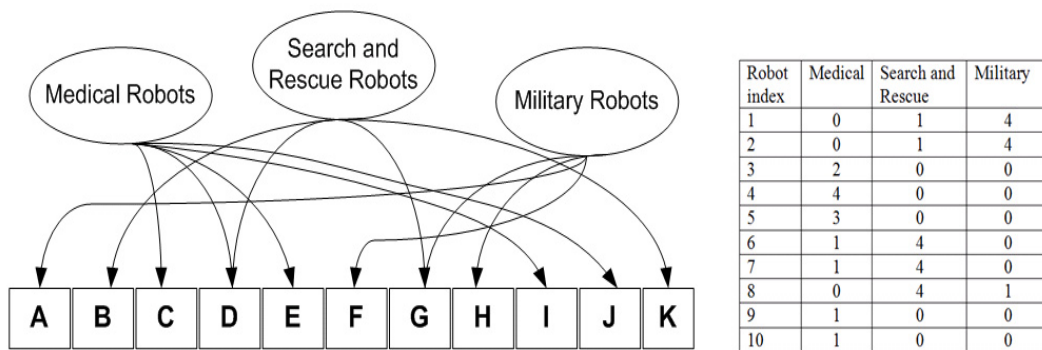 Medical Robots
Search and
Rescue Robots
Military Robots
A B C D E F G H I J K
Robot index Medical Search and Rescue Military
1 0 1 4
2 0 1 4
3 2 0 0
4 4 0 0
5 3 0 0
6 1 4 0
7 1 4 0
8 0 4 1
9 1 0 0
10 1 0 0